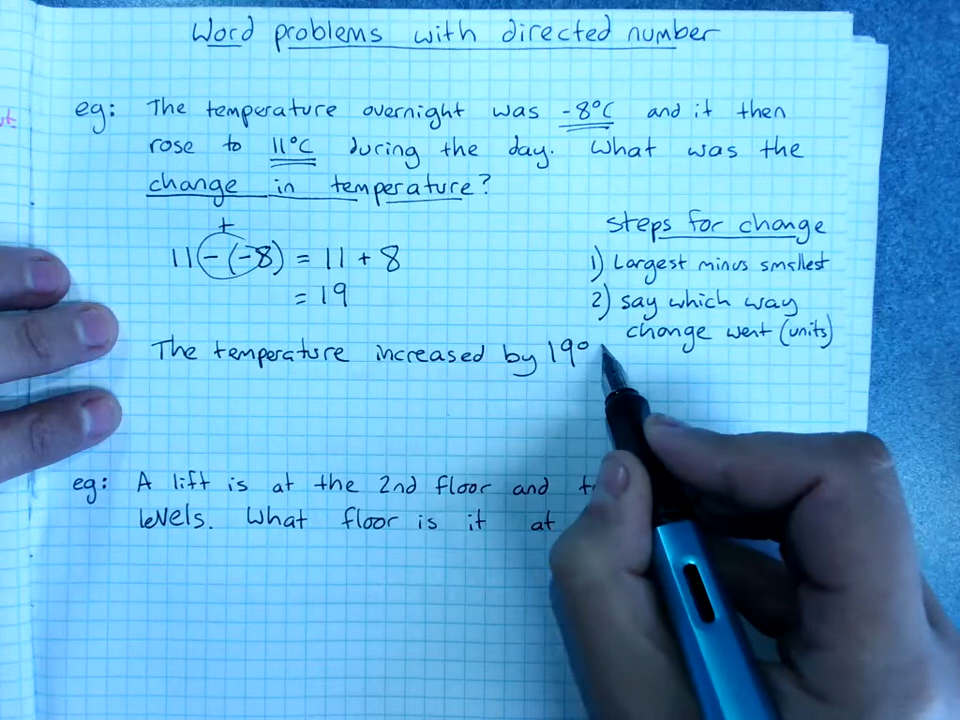 Word problems with directed number
eg: The temperature overnight was -8°C and it then
rose to 11°C during the day. What was the
change in temperature?
+
11 - (-8) = 11 + 8
= 19
The temperature increased by 19°
steps for change
1) Largest minus smallest
2) say which way
change went (units)
eg: A lift is at the 2nd floor and
levels. What floor is it at